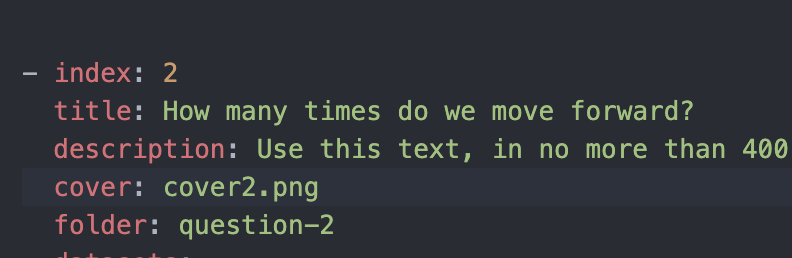 - index: 2
title: How many times do we move forward?
description: Use this text, in no more than 400
cover: cover2.png
folder: question-2